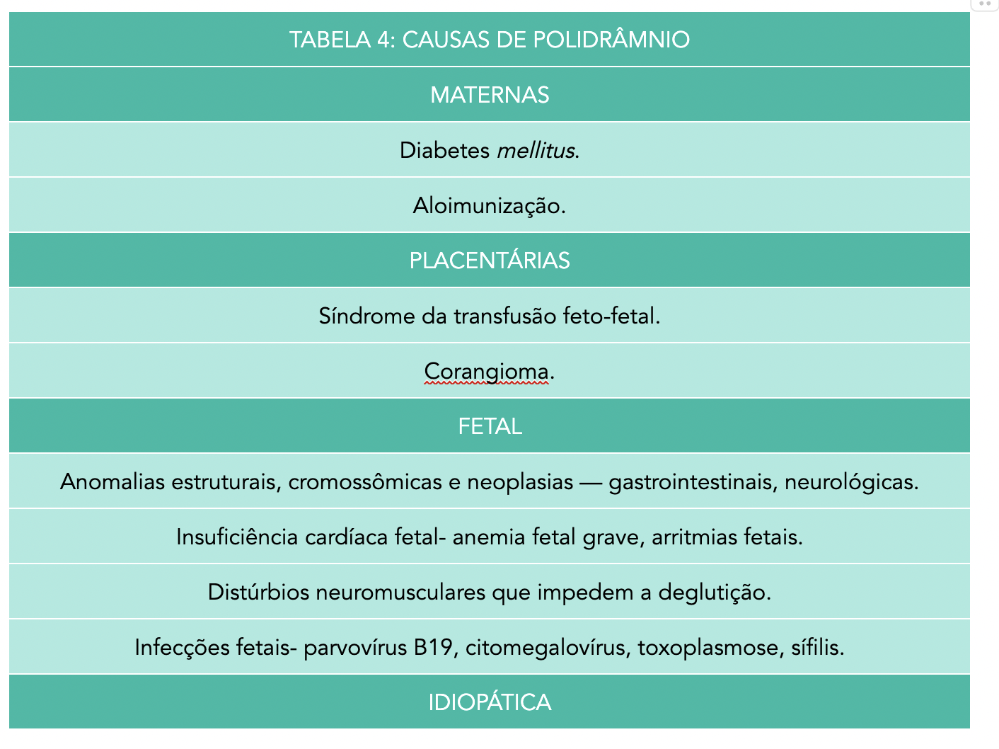 TABELA 4: CAUSAS DE POLIDRÂMNIO
MATERNAS
Diabetes mellitus.
Aloimunização.
PLACENTÁRIAS
Síndrome da transfusão feto-fetal.
Corangioma.
FETAL
Anomalias estruturais, cromossômicas e neoplasias — gastrointestinais, neurológicas.
Insuficiência cardíaca fetal- anemia fetal grave, arritmias fetais.
Distúrbios neuromusculares que impedem a deglutição.
Infecções fetais- parvovírus B19, citomegalovírus, toxoplasmose, sífilis.
IDIOPÁTICA